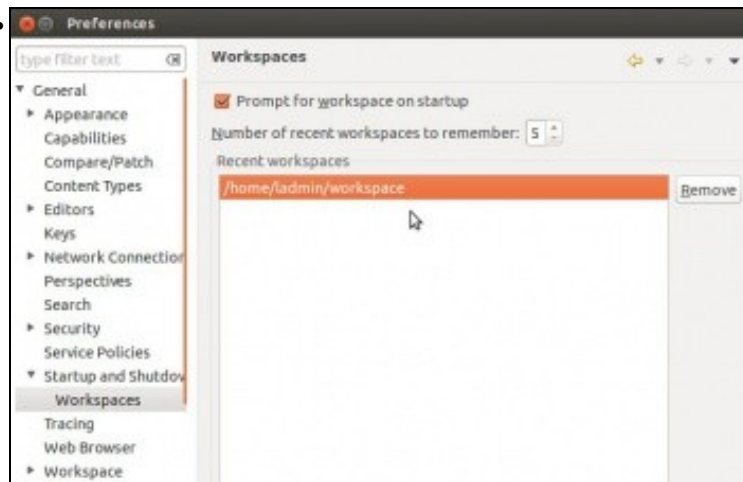 Preferences
type filter text
General
Appearance
Capabilities
Compare/Patch
Content Types
Editors
Keys
Network Connection
Perspectives
Search
Security
Service Policies
Startup and Shutdov
Workspaces
Tracing
Web Browser
Workspace
Workspaces
Prompt for workspace on startup
Number of recent workspaces to remember: 5
Recent workspaces
/home/ladmin/workspace
Remove